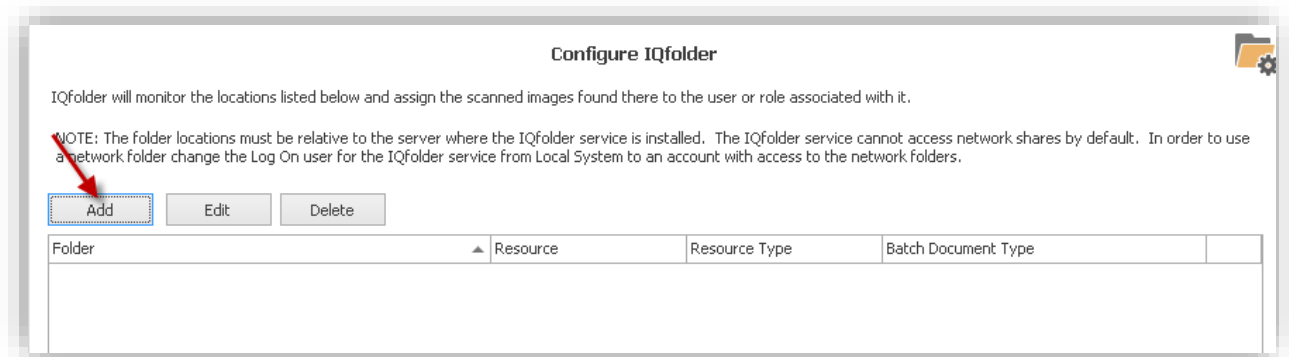 Configure IQfolder
IQfolder will monitor the locations listed below and assign the scanned images found there to the user or role associated with it.
NOTE: The folder locations must be relative to the server where the IQfolder service is installed.  The IQfolder service cannot access network shares by default.  In order to use
a network folder change the Log On user for the IQfolder service from Local System to an account with access to the network folders.
Add Edit Delete
Folder Resource Resource Type Batch Document Type